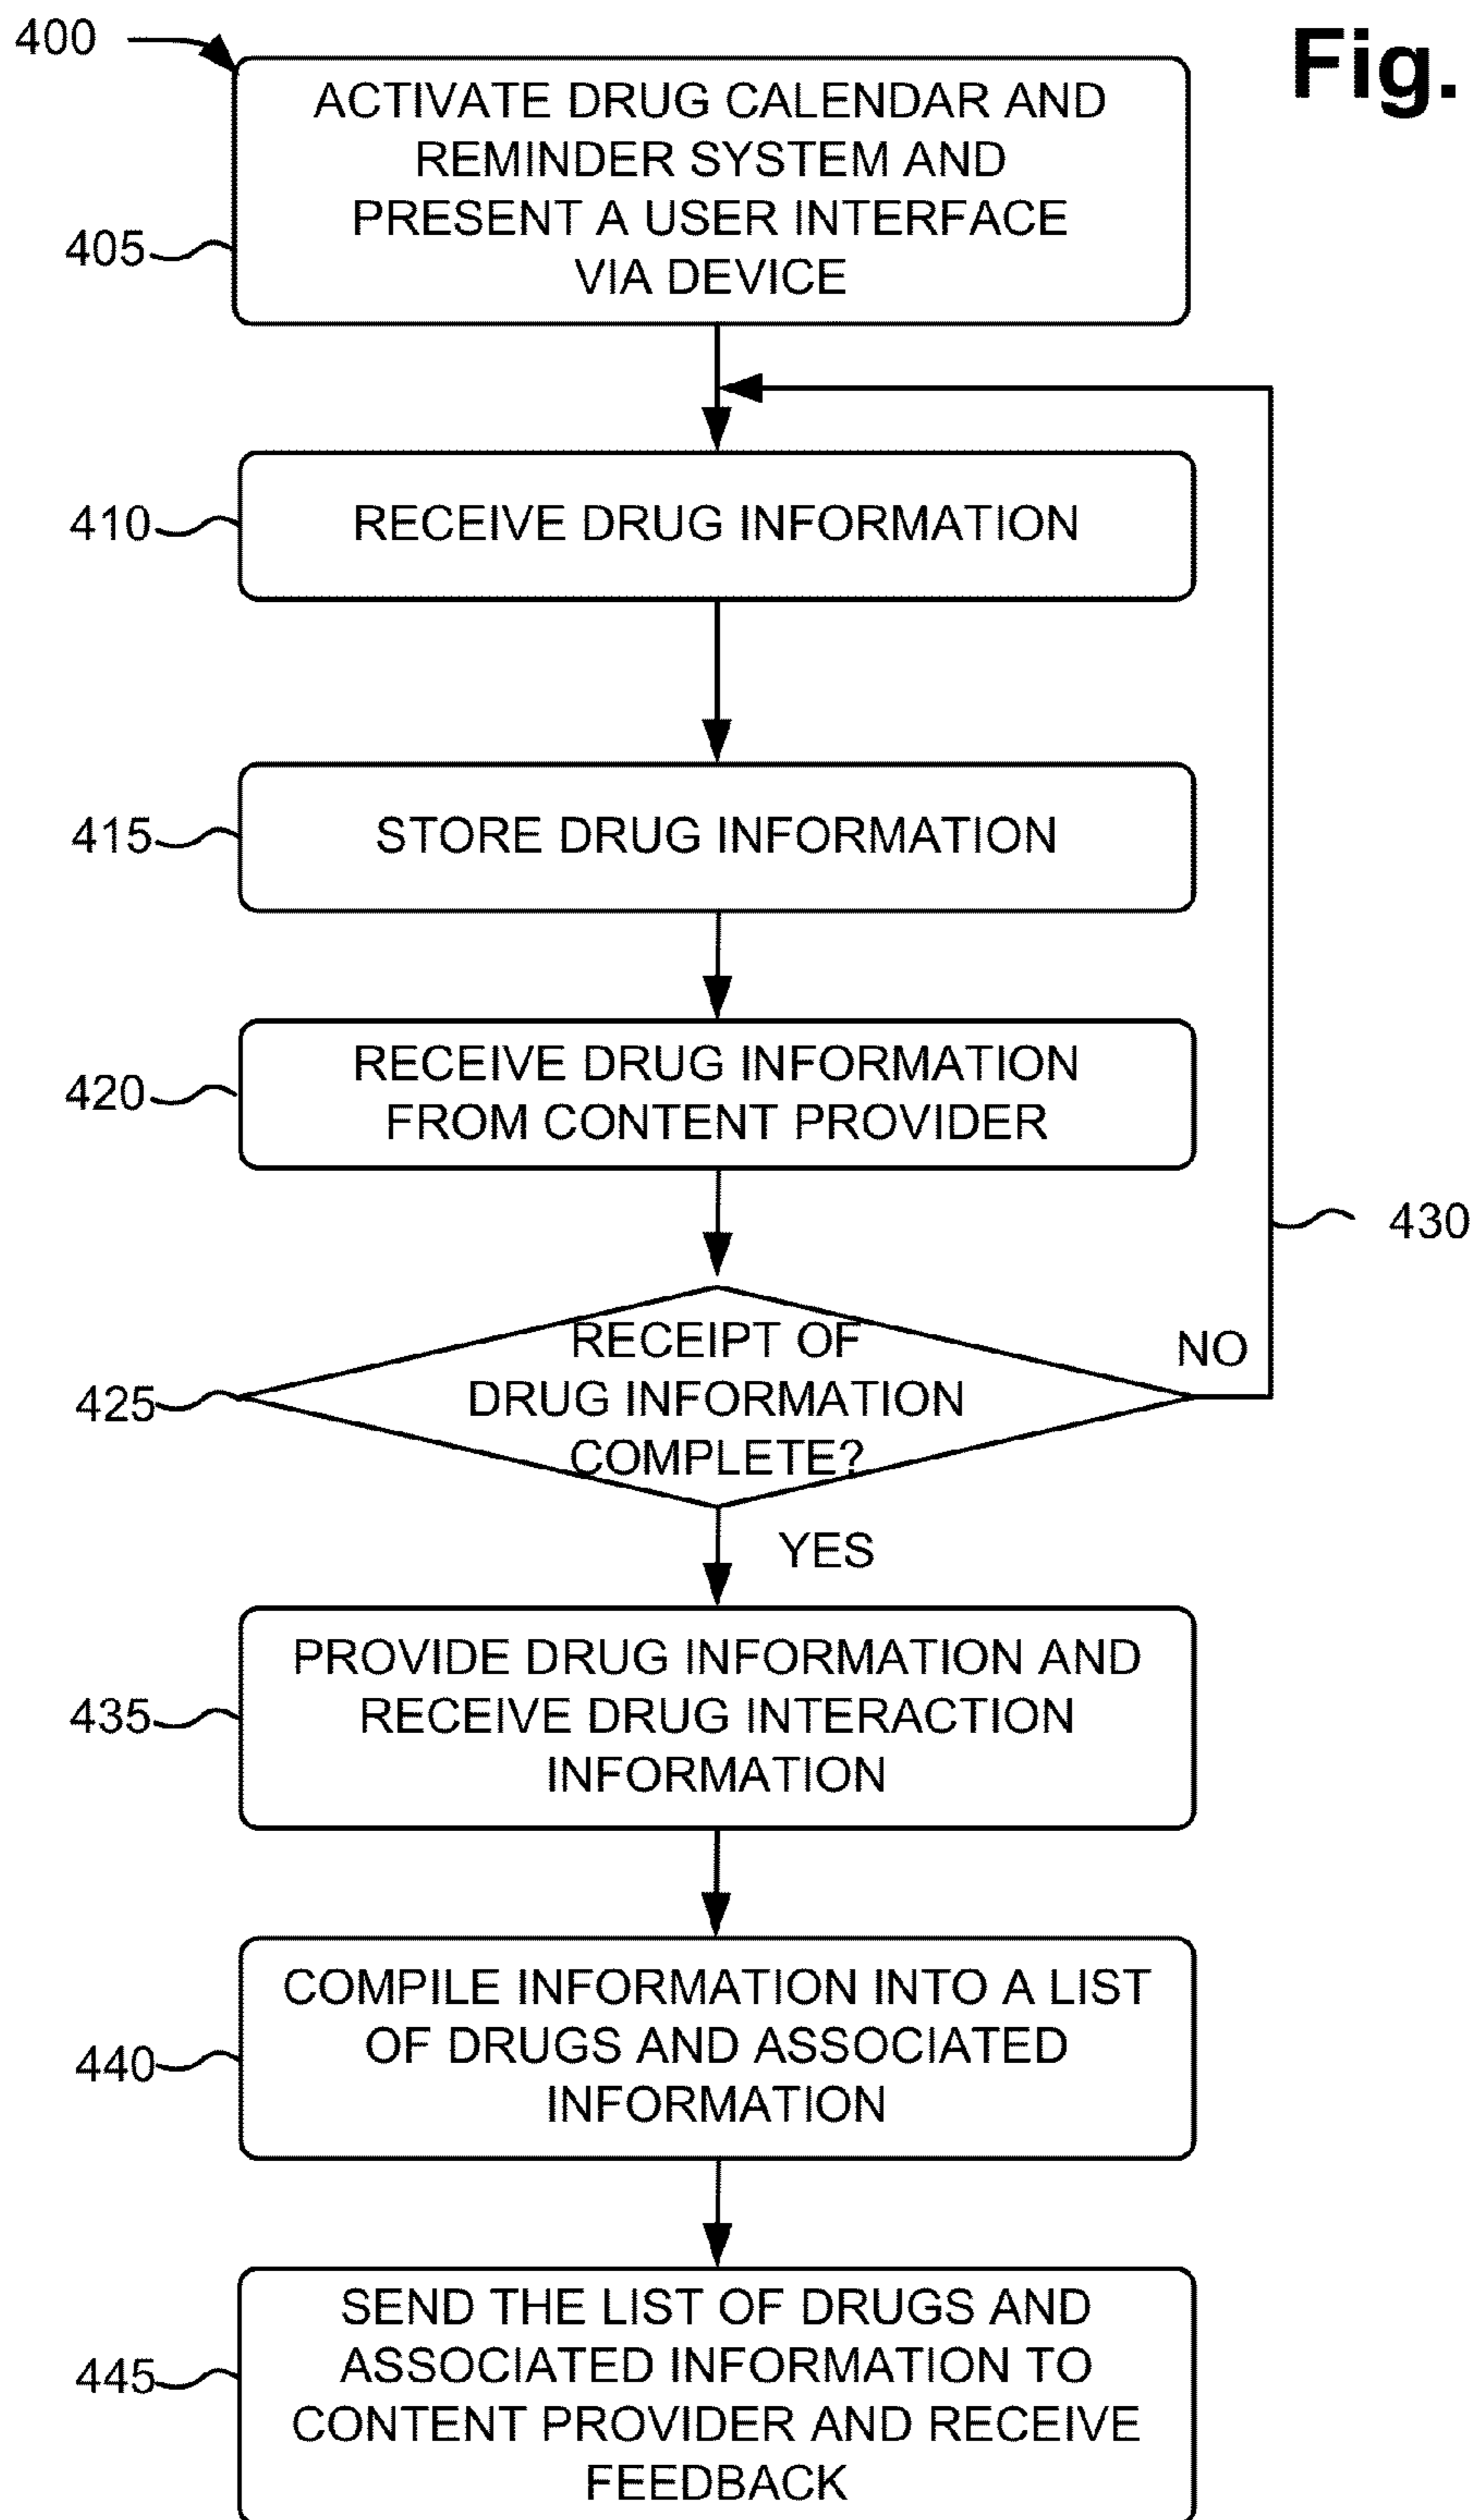 400
Fig.
ACTIVATE DRUG CALENDAR AND
REMINDER SYSTEM AND
PRESENT A USER INTERFACE
VIA DEVICE
405
410
RECEIVE DRUG INFORMATION
415
STORE DRUG INFORMATION
420
RECEIVE DRUG INFORMATION
FROM CONTENT PROVIDER
430
425
RECEIPT OF
DRUG INFORMATION
COMPLETE?
NO
YES
435
PROVIDE DRUG INFORMATION AND
RECEIVE DRUG INTERACTION
INFORMATION
440
COMPILE INFORMATION INTO A LIST
OF DRUGS AND ASSOCIATED
INFORMATION
445
SEND THE LIST OF DRUGS AND
ASSOCIATED INFORMATION TO
CONTENT PROVIDER AND RECEIVE
FEEDBACK